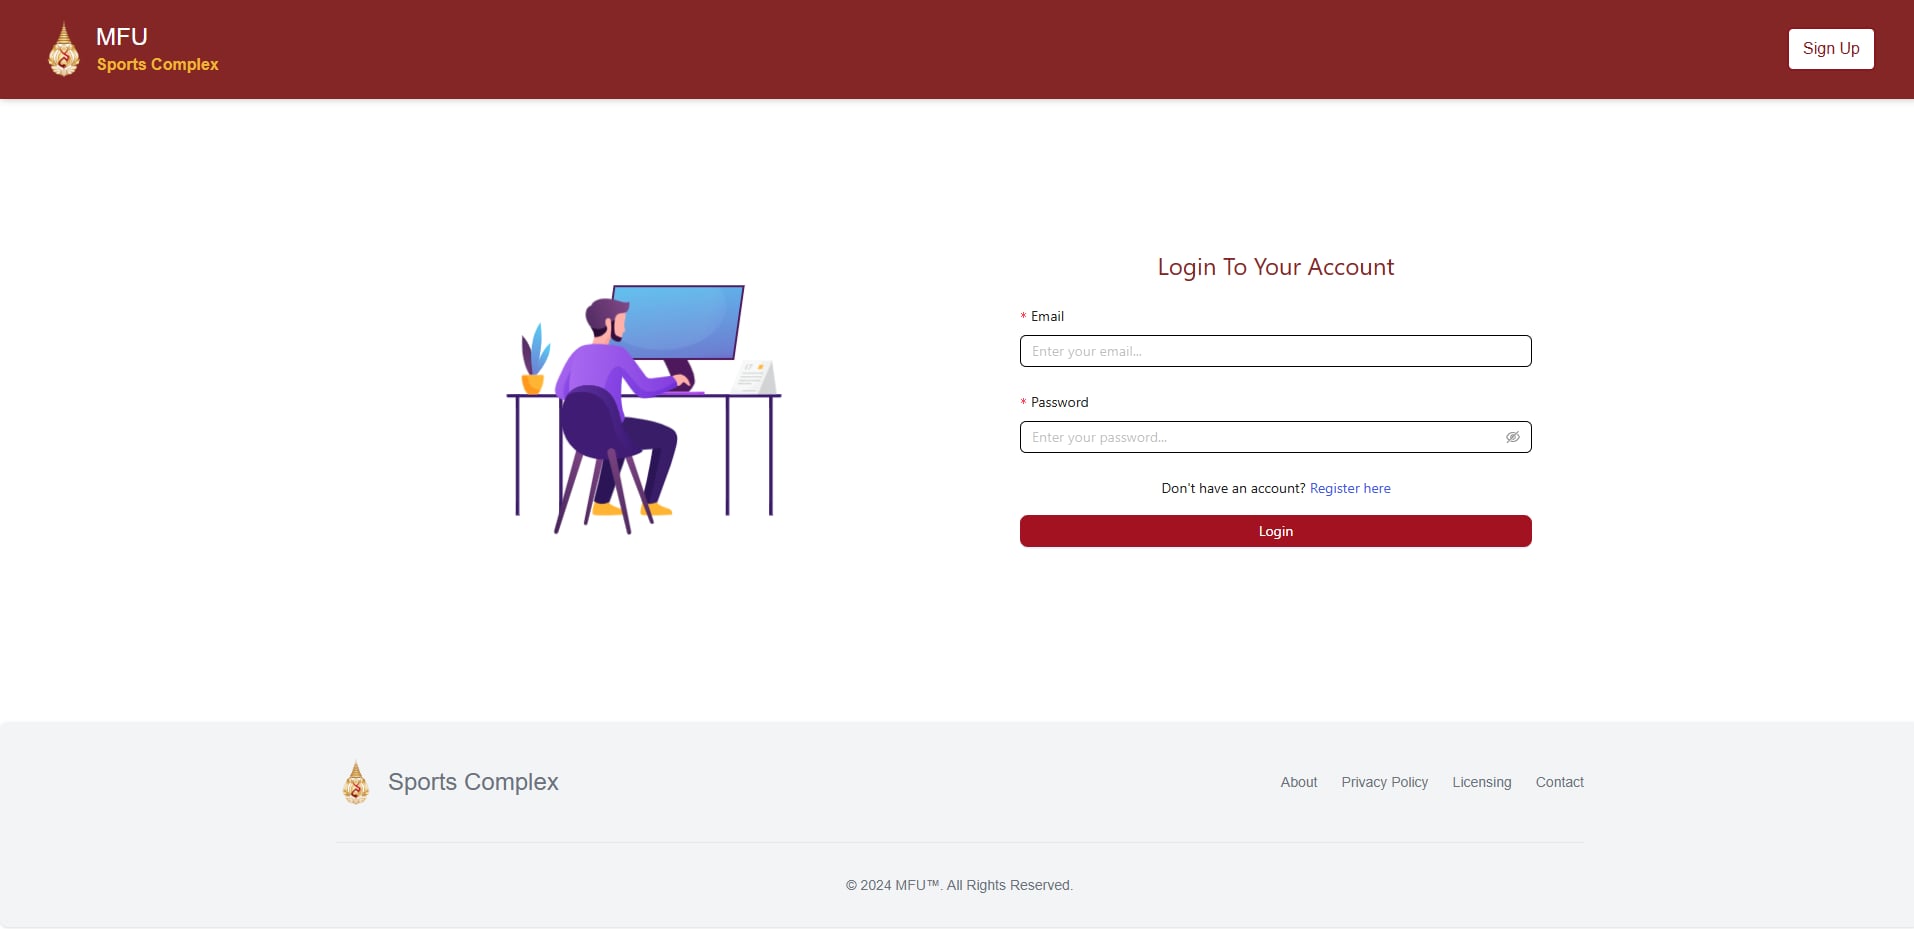 MFU
Sports Complex
Sign Up
Login To Your Account
* Email
Enter your email...
* Password
Enter your password...
Don't have an account? Register here
Login
Sports Complex
About Privacy Policy Licensing Contact
© 2024 MFU™. All Rights Reserved.